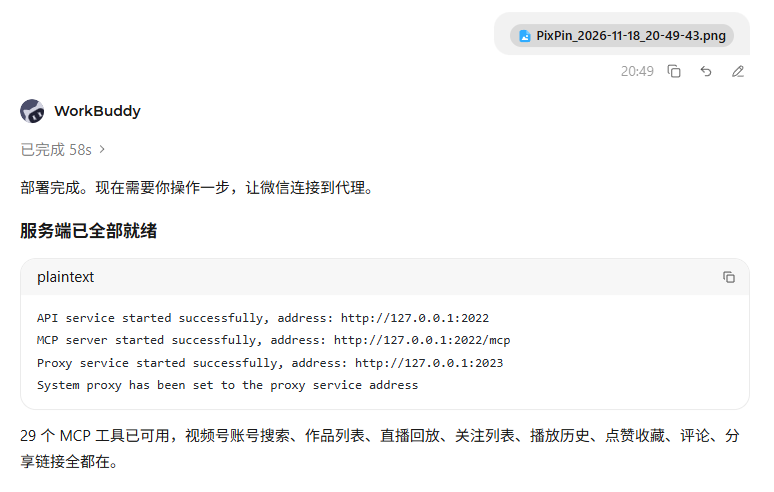 PixPin_2026-11-18_20-49-43.png
20:49
WorkBuddy
已完成 58s
部署完成。现在需要你操作一步，让微信连接到代理。
服务端已全部就绪
plaintext
API service started successfully, address: http://127.0.0.1:2022
MCP server started successfully, address: http://127.0.0.1:2022/mcp
Proxy service started successfully, address: http://127.0.0.1:2023
System proxy has been set to the proxy service address
29 个 MCP 工具已可用，视频号账号搜索、作品列表、直播回放、关注列表、播放历史、点赞收藏、评论、分
享链接全都在。